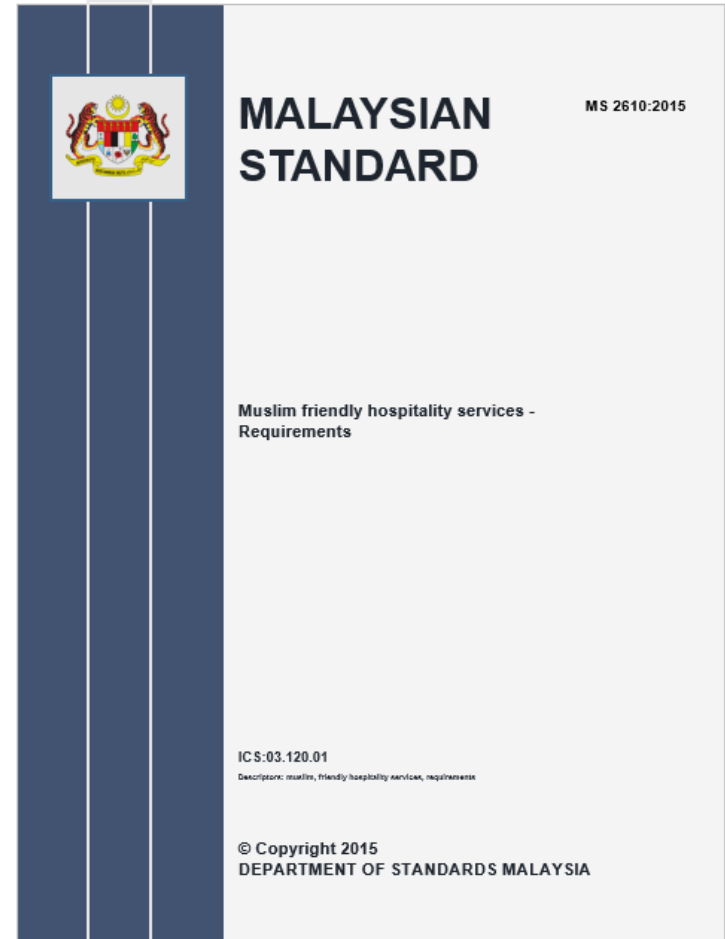 MALAYSIAN
STANDARD
MS 2610:2015
Muslim friendly hospitality services -
Requirements
ICS:03.120.01
Descriptors: muslim, friendly hospitality services, requirements
© Copyright 2015
DEPARTMENT OF STANDARDS MALAYSIA